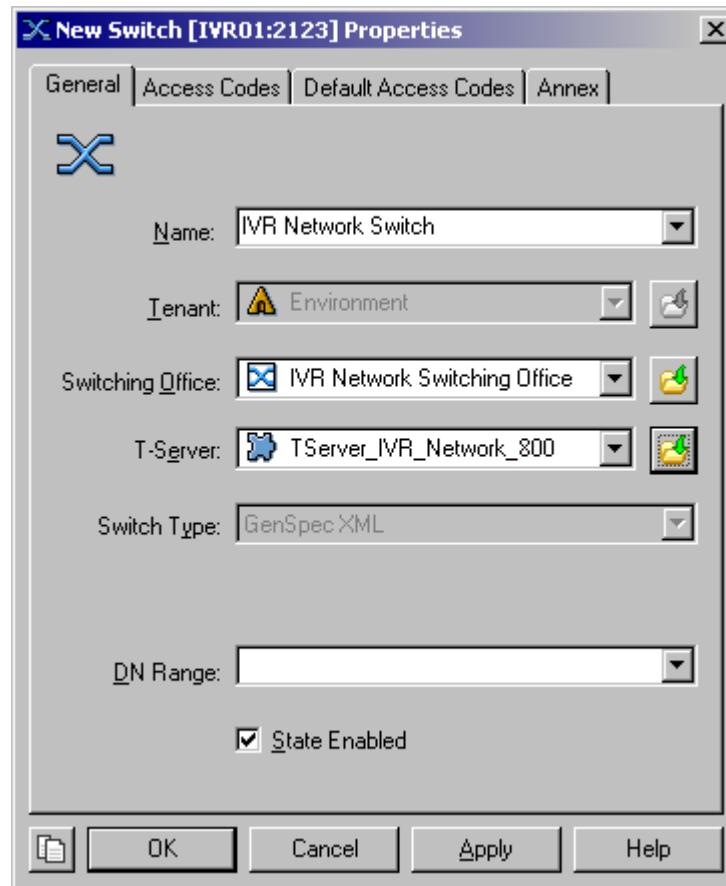 New Switch [IVR01:2123] Properties
General Access Codes Default Access Codes Annex
Name: IVR Network Switch
Tenant: Environment
Switching Office: IVR Network Switching Office
T-Server: TServer_IVR_Network_800
Switch Type: GenSpec XML
DN Range:
State Enabled
OK Cancel Apply Help